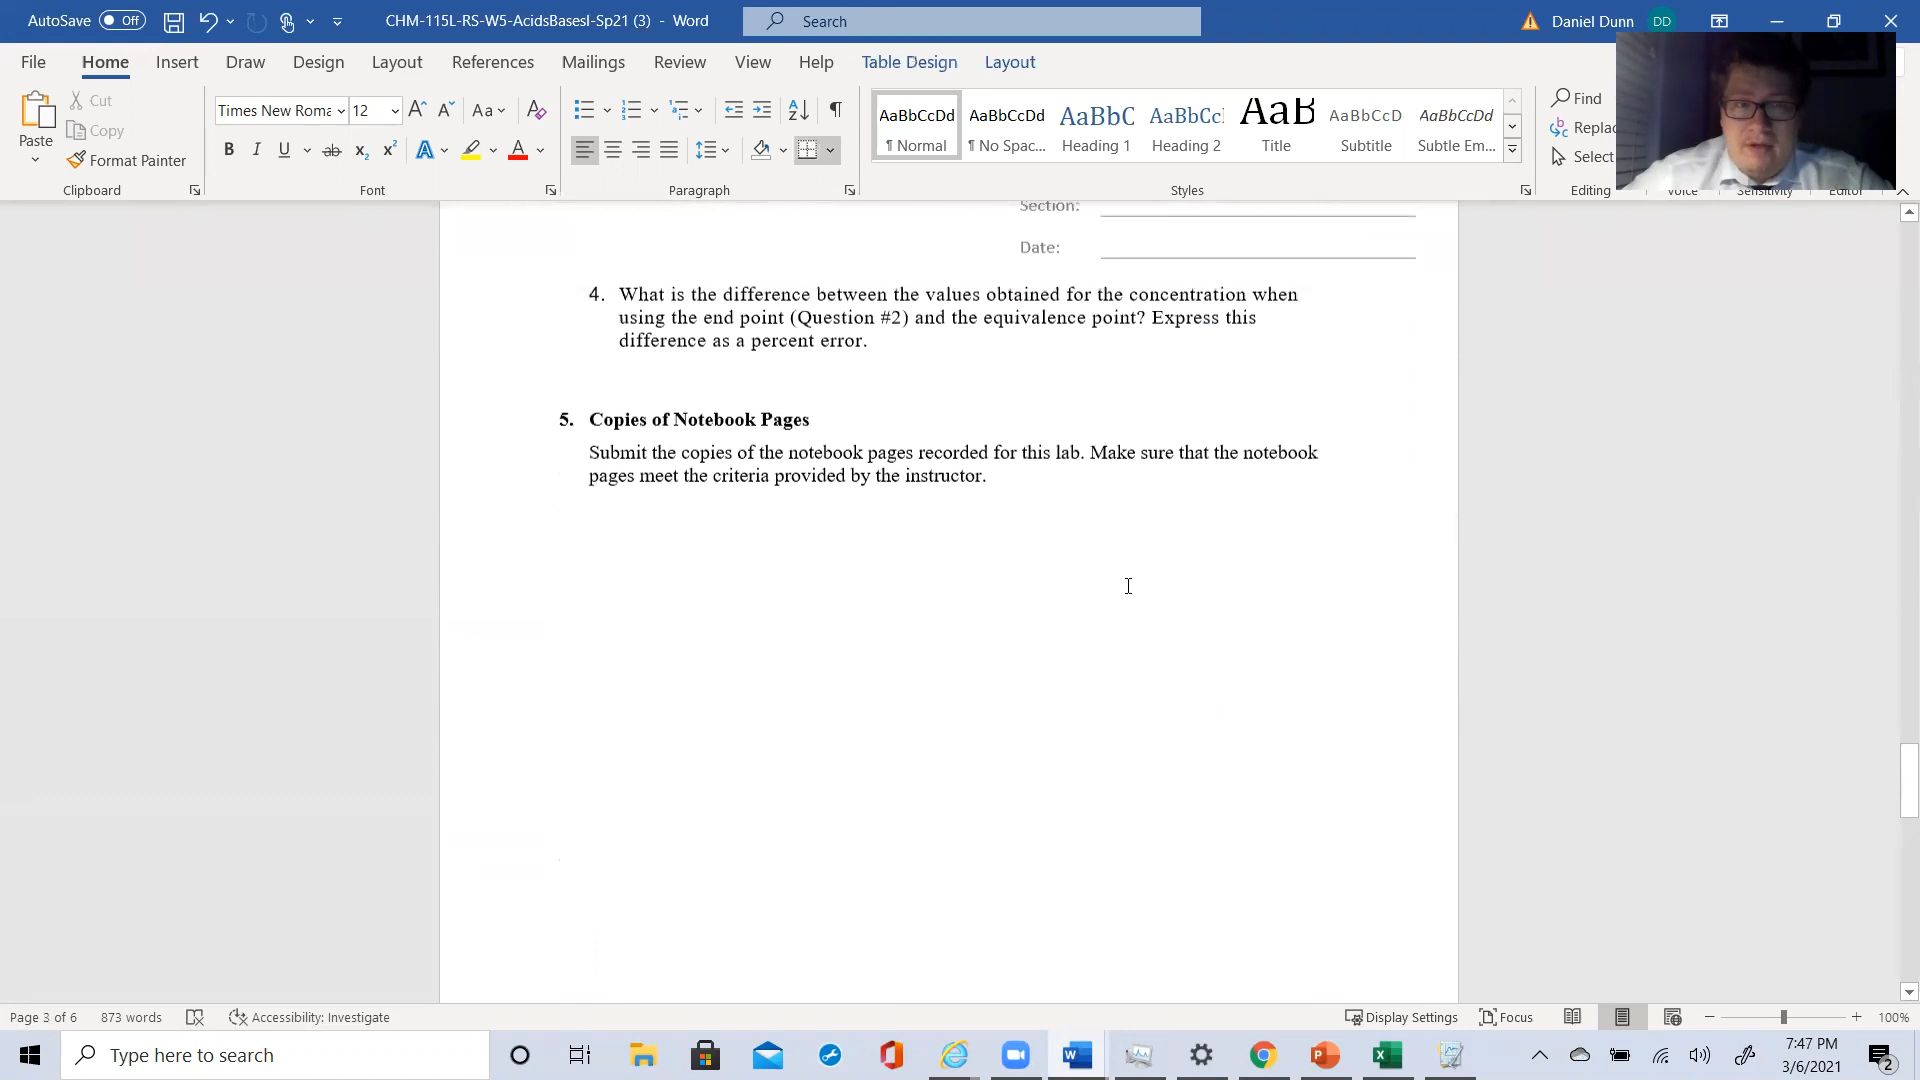 AutoSave Off CHM-115L-RS-W5-AcidsBasesI-Sp21 (3) - Word Search Daniel Dunn DD
File Home Insert Draw Design Layout References Mailings Review View Help Table Design Layout
Paste Cut Copy Format Painter Clipboard
Times New Roma 12 Font
Paragraph
AaBbCcDd ¶ Normal
AaBbCcDd ¶ No Spac...
AaBbC Heading 1
AaBbCcl Heading 2
AaB Title
AaBbCcD Subtitle
AaBbCcDd Subtle Em...
Styles
Find
Replac
Select
Editing
Section:
Date:
4. What is the difference between the values obtained for the concentration when
using the end point (Question #2) and the equivalence point? Express this
difference as a percent error.
5. Copies of Notebook Pages
Submit the copies of the notebook pages recorded for this lab. Make sure that the notebook
pages meet the criteria provided by the instructor.
Page 3 of 6 873 words Accessibility: Investigate Display Settings Focus 100%
Type here to search
7:47 PM
3/6/2021
2